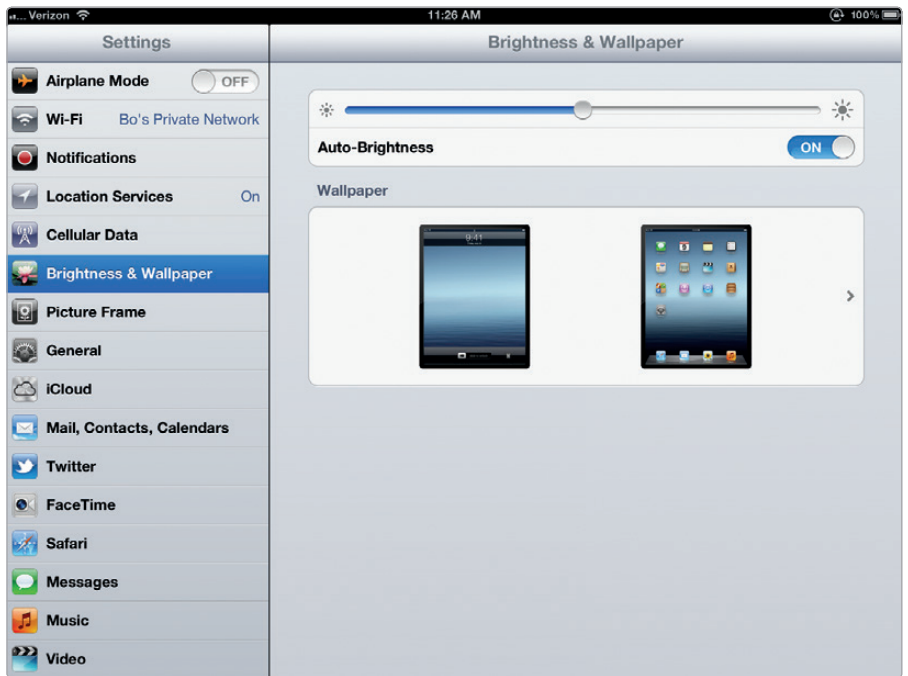 ... Verizon 11:26 AM 100%
Settings
Brightness & Wallpaper
Airplane Mode OFF
Wi-Fi Bo's Private Network
Notifications
Location Services On
Cellular Data
Brightness & Wallpaper
Picture Frame
General
iCloud
Mail, Contacts, Calendars
Twitter
FaceTime
Safari
Messages
Music
Video
Auto-Brightness ON
Wallpaper
9:41